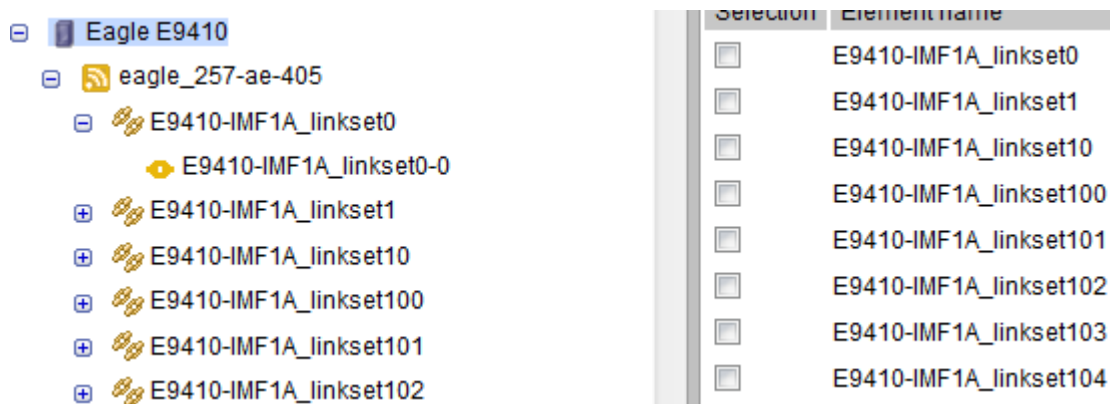 Eagle E9410
eagle_257-ae-405
E9410-IMF1A_linkset0
E9410-IMF1A_linkset0-0
E9410-IMF1A_linkset1
E9410-IMF1A_linkset10
E9410-IMF1A_linkset100
E9410-IMF1A_linkset101
E9410-IMF1A_linkset102
Selection Element name
E9410-IMF1A_linkset0
E9410-IMF1A_linkset1
E9410-IMF1A_linkset10
E9410-IMF1A_linkset100
E9410-IMF1A_linkset101
E9410-IMF1A_linkset102
E9410-IMF1A_linkset103
E9410-IMF1A_linkset104